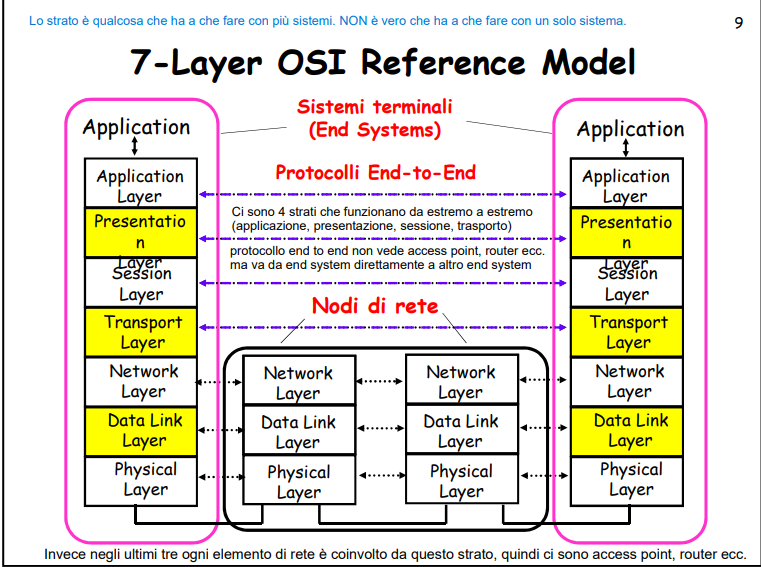 Lo strato è qualcosa che ha a che fare con più sistemi. NON è vero che ha a che fare con un solo sistema.
9
7-Layer OSI Reference Model
Sistemi terminali
(End Systems)
Application
Application
Protocolli End-to-End
Application
Layer
Application
Layer
Ci sono 4 strati che funzionano da estremo a estremo
(applicazione, presentazione, sessione, trasporto)
Presentatio
n
Layer
Presentatio
n
Layer
protocollo end to end non vede access point, router ecc.
ma va da end system direttamente a altro end system
Session
Layer
Session
Layer
Nodi di rete
Transport
Layer
Transport
Layer
Network
Layer
Network
Layer
Network
Layer
Network
Layer
Data Link
Layer
Data Link
Layer
Data Link
Layer
Data Link
Layer
Physical
Layer
Physical
Layer
Physical
Layer
Physical
Layer
Invece negli ultimi tre ogni elemento di rete è coinvolto da questo strato, quindi ci sono access point, router ecc.